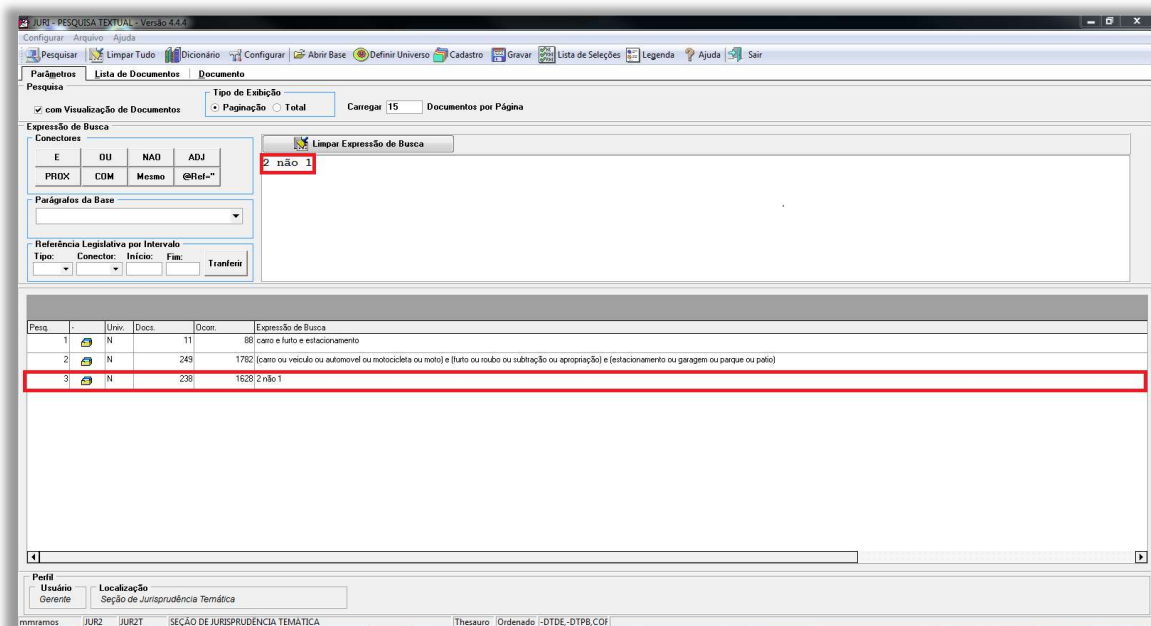 JURI - PESQUISA TEXTUAL - Versão 4.4.4
Configurar Arquivo Ajuda
Pesquisar Limpar Tudo Dicionário Configurar Abrir Base Definir Universo Cadastro Gravar Lista de Seleções Legenda Ajuda Sair
Parâmetros Lista de Documentos Documento
Pesquisa
Tipo de Exibição
com Visualização de Documentos Paginação Total Carregar 15 Documentos por Página
Expressão de Busca
Conectores
Limpar Expressão de Busca
E OU NAO ADJ
2 não 1
PROX COM Mesmo @Ref="
Parágrafos da Base
Referência Legislativa por Intervalo
Tipo: Conector: Início: Fim:
Tranferir
Pesq. - Univ. Docs. Ocorr. Expressão de Busca
1 N 11 88 carro e furto e estacionamento
2 N 249 1782 (carro ou veiculo ou automovel ou motocicleta ou moto) e (furto ou roubo ou subtração ou apropriação) e (estacionamento ou garagem ou parque ou patio)
3 N 238 1628 2 não 1
Perfil
Usuário Localização
Gerente Seção de Jurisprudência Temática
mmramos JUR2 JUR2T SEÇÃO DE JURISPRUDÊNCIA TEMÁTICA Thesauro Ordenado -DTDE,-DTPB,COF